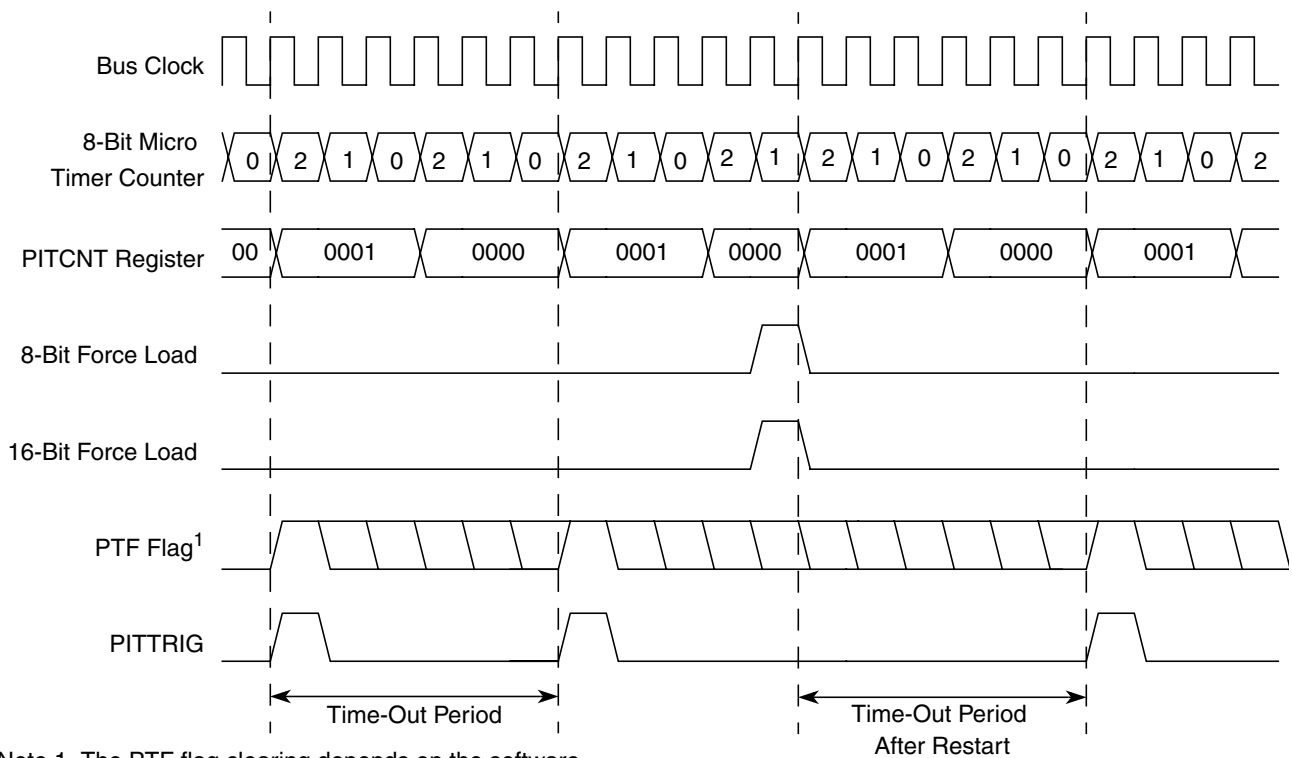 Bus Clock
8-Bit Micro
Timer Counter
0 2 1 0 2 1 0 2 1 0 2 1 2 1 0 2 1 0 2 1 0 2
PITCNT Register
00 0001 0000 0001 0000 0001 0000 0001
8-Bit Force Load
16-Bit Force Load
PTF Flag1
PITTRIG
Time-Out Period
Time-Out Period
After Restart
Note 1. The PTF flag clearing depends on the software